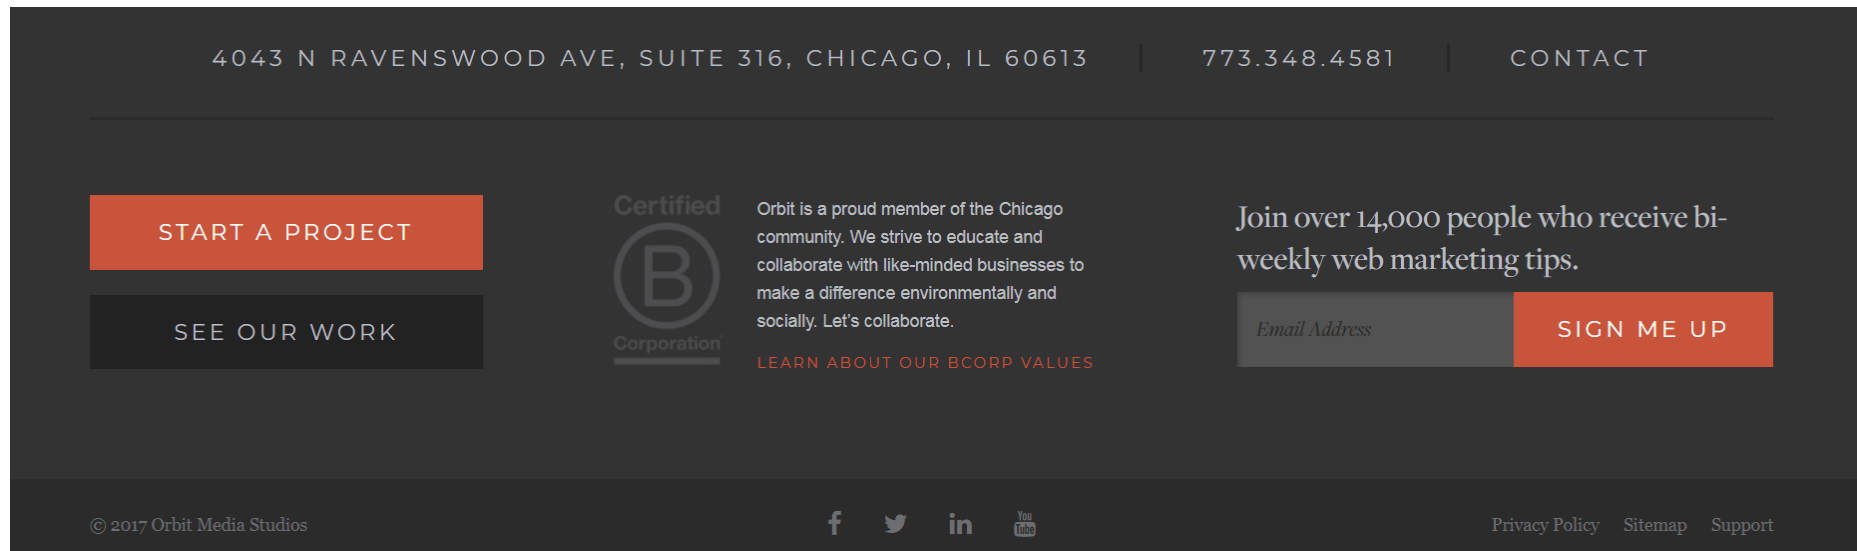 4043 N RAVENSWOOD AVE, SUITE 316, CHICAGO, IL 60613
773.348.4581
CONTACT
START A PROJECT
SEE OUR WORK
Certified
B
Corporation
Orbit is a proud member of the Chicago
community. We strive to educate and
collaborate with like-minded businesses to
make a difference environmentally and
socially. Let’s collaborate.
LEARN ABOUT OUR BCORP VALUES
Join over 14,000 people who receive bi-
weekly web marketing tips.
Email Address
SIGN ME UP
© 2017 Orbit Media Studios
f
in
You
Tube
Privacy Policy
Sitemap
Support